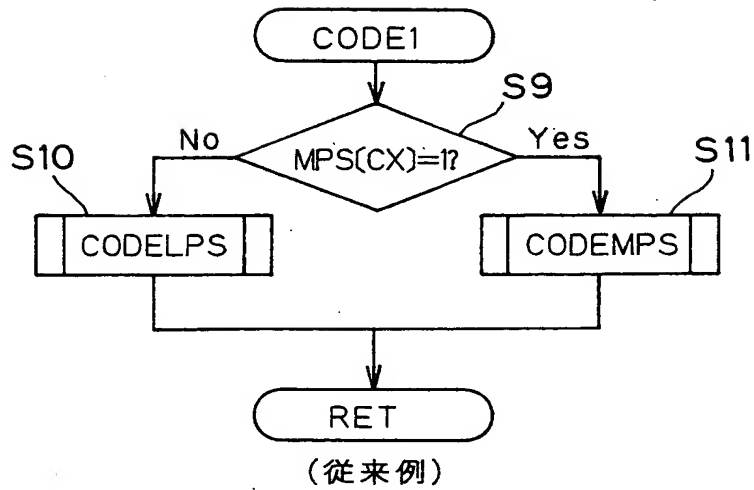 CODE1
S9
No
Yes
MPS(CX)=1?
S10
S11
CODELPS
CODEMPS
RET
(従来例)